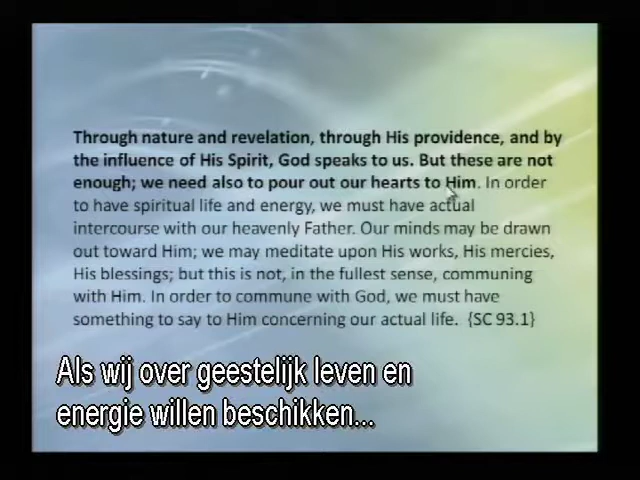 Through nature and revelation, through His providence, and by
the influence of His Spirit, God speaks to us. But these are not
enough; we need also to pour out our hearts to Him. In order
to have spiritual life and energy, we must have actual
intercourse with our heavenly Father. Our minds may be drawn
out toward Him; we may meditate upon His works, His mercies,
His blessings; but this is not, in the fullest sense, communing
with Him. In order to commune with God, we must have
something to say to Him concerning our actual life. {SC 93.1}
Als wij over geestelijk leven en
energie willen beschikken...